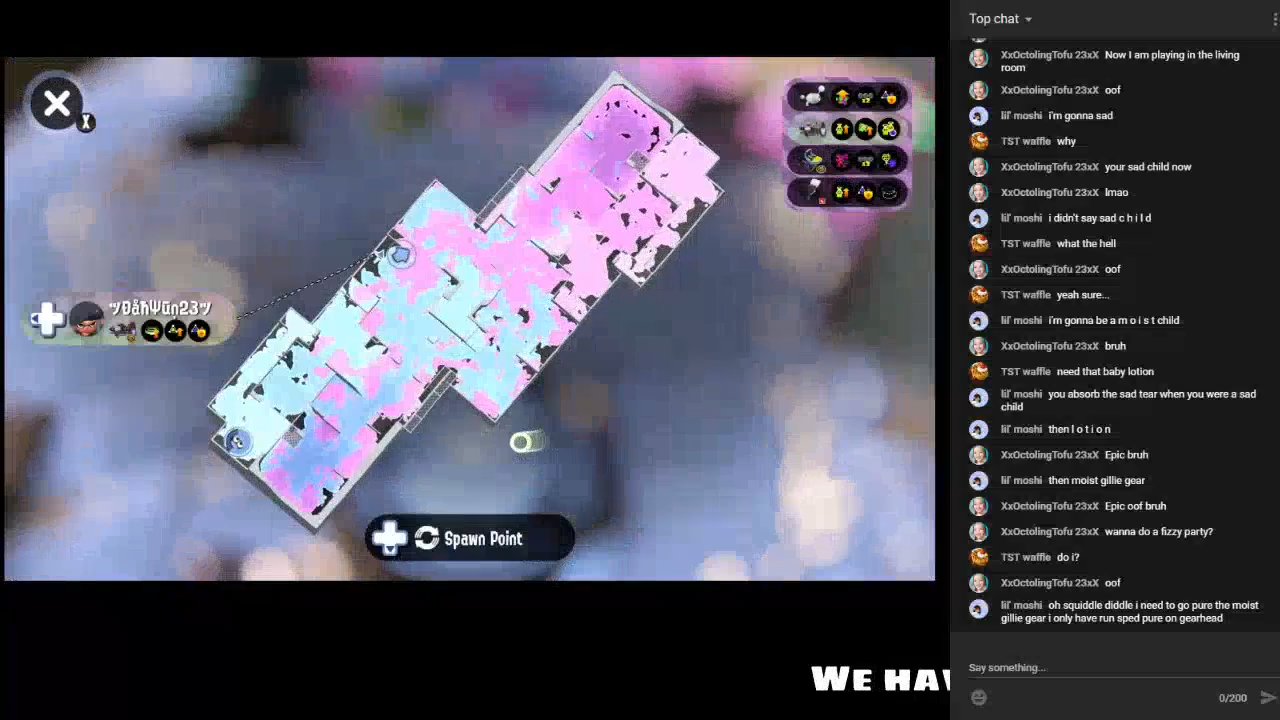 Top chat
XxOctolingTofu 23xX Now I am playing in the living
room
XxOctolingTofu 23xX oof
lil' moshi i'm gonna sad
TST waffle why
XxOctolingTofu 23xX your sad child now
XxOctolingTofu 23xX lmao
lil' moshi i didn't say sad c h i l d
TST waffle what the hell
XxOctolingTofu 23xX oof
TST waffle yeah sure...
lil' moshi i'm gonna be a m o i s t child
XxOctolingTofu 23xX bruh
TST waffle need that baby lotion
lil' moshi you absorb the sad tear when you were a sad
child
lil' moshi then l o t i o n
XxOctolingTofu 23xX Epic bruh
lil' moshi then moist gillie gear
XxOctolingTofu 23xX Epic oof bruh
XxOctolingTofu 23xX wanna do a fizzy party?
TST waffle do i?
XxOctolingTofu 23xX oof
lil' moshi oh squiddle diddle i need to go pure the moist
gillie gear i only have run sped pure on gearhead
Say something...
0/200
X
Spawn Point
WE HAV